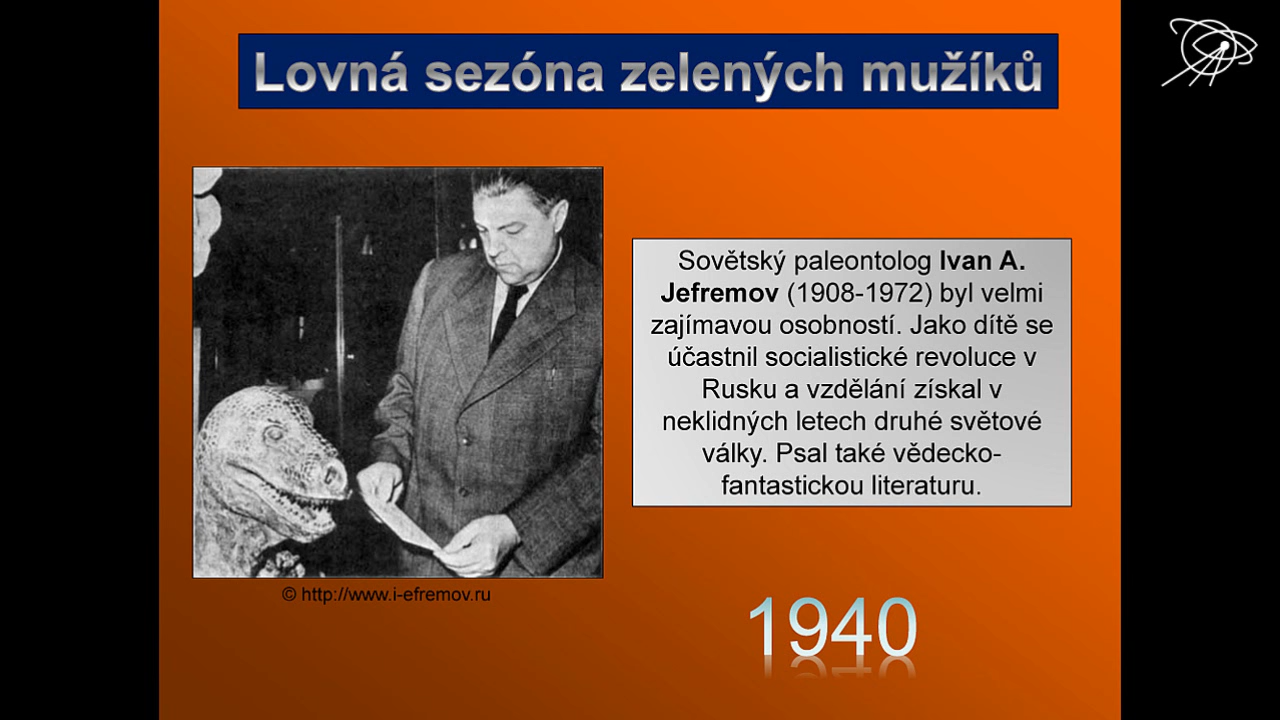 Lovná sezóna zelených mužíků
Sovětský paleontolog Ivan A.
Jefremov (1908-1972) byl velmi
zajímavou osobností. Jako dítě se
účastnil socialistické revoluce v
Rusku a vzdělání získal v
neklidných letech druhé světové
války. Psal také vědecko-
fantastickou literaturu.
© http://www.i-efremov.ru
1940